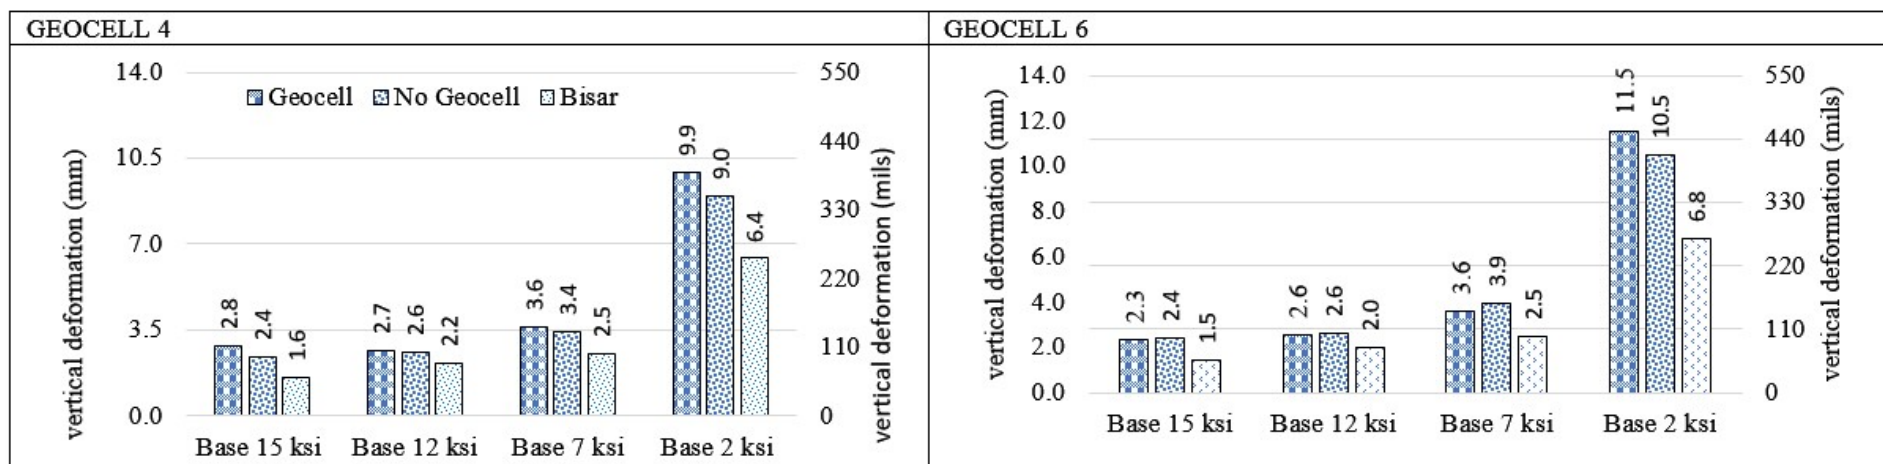 GEOCELL 4
14.0
10.5
7.0
3.5
0.0
vertical deformation (mm)
Geocell No Geocell Bisar
2.8 2.4 1.6
2.7 2.6 2.2
3.6 3.4 2.5
9.9 9.0 6.4
Base 15 ksi Base 12 ksi Base 7 ksi Base 2 ksi
550
440
330
220
110
0
vertical deformation (mils)
GEOCELL 6
14.0
12.0
10.0
8.0
6.0
4.0
2.0
0.0
vertical deformation (mm)
2.3 2.4 1.5
2.6 2.6 2.0
3.6 3.9 2.5
11.5 10.5 6.8
Base 15 ksi Base 12 ksi Base 7 ksi Base 2 ksi
550
440
330
220
110
0
vertical deformation (mils)